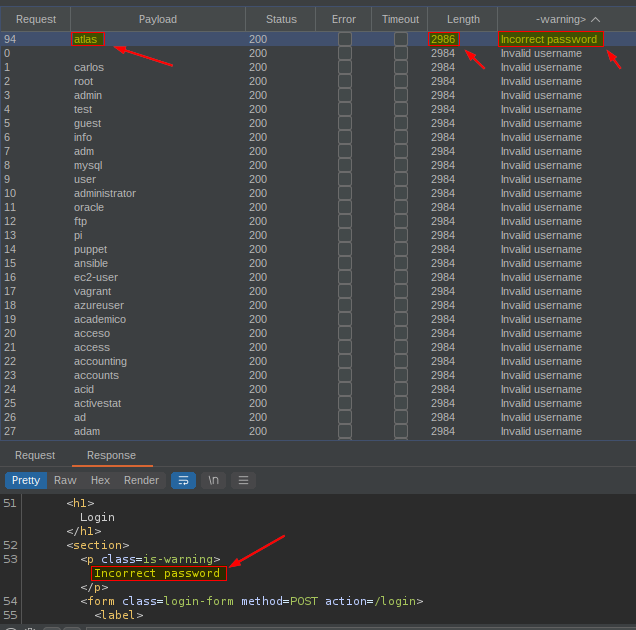 Request Payload Status Error Timeout Length -warning>
94 atlas 200 2986 Incorrect password
0 200 2984 Invalid username
1 carlos 200 2984 Invalid username
2 root 200 2984 Invalid username
3 admin 200 2984 Invalid username
4 test 200 2984 Invalid username
5 guest 200 2984 Invalid username
6 info 200 2984 Invalid username
7 adm 200 2984 Invalid username
8 mysql 200 2984 Invalid username
9 user 200 2984 Invalid username
10 administrator 200 2984 Invalid username
11 oracle 200 2984 Invalid username
12 ftp 200 2984 Invalid username
13 pi 200 2984 Invalid username
14 puppet 200 2984 Invalid username
15 ansible 200 2984 Invalid username
16 ec2-user 200 2984 Invalid username
17 vagrant 200 2984 Invalid username
18 azureuser 200 2984 Invalid username
19 academico 200 2984 Invalid username
20 acceso 200 2984 Invalid username
21 access 200 2984 Invalid username
22 accounting 200 2984 Invalid username
23 accounts 200 2984 Invalid username
24 acid 200 2984 Invalid username
25 activestat 200 2984 Invalid username
26 ad 200 2984 Invalid username
27 adam 200 2984 Invalid username
Request Response
Pretty Raw Hex Render \n
51 <h1>
Login
</h1>
52 <section>
53 <p class=is-warning>
Incorrect password
</p>
54 <form class=login-form method=POST action=/login>
55 <label>